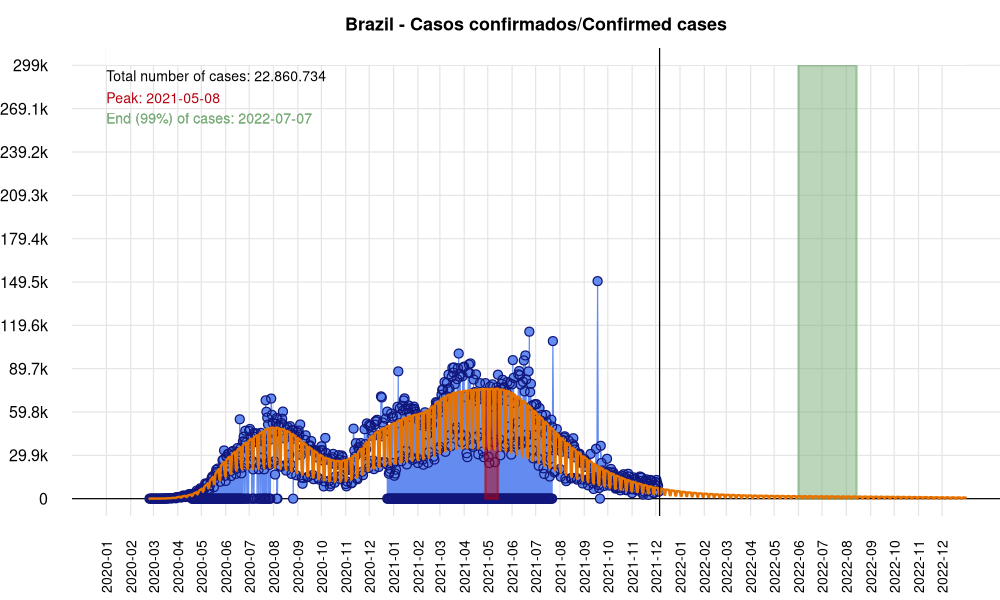 Brazil - Casos confirmados/Confirmed cases
299k
Total number of cases: 22.860.734
Peak: 2021-05-08
269.1k
End (99%) of cases: 2022-07-07
239.2k
209.3k
179.4k
149.5k
119.6k
89.7k
59.8k
29.9k
0
2020-01
2020-02
2020-03
2020-04
2020-05
2020-06
2020-07
2020-08
2020-09
2020-10
2020-11
2020-12
2021-01
2021-02
2021-03
2021-04
2021-05
2021-06
2021-07
2021-08
2021-09
2021-10
2021-11
2021-12
2022-01
2022-02
2022-03
2022-04
2022-05
2022-06
2022-07
2022-08
2022-09
2022-10
2022-11
2022-12